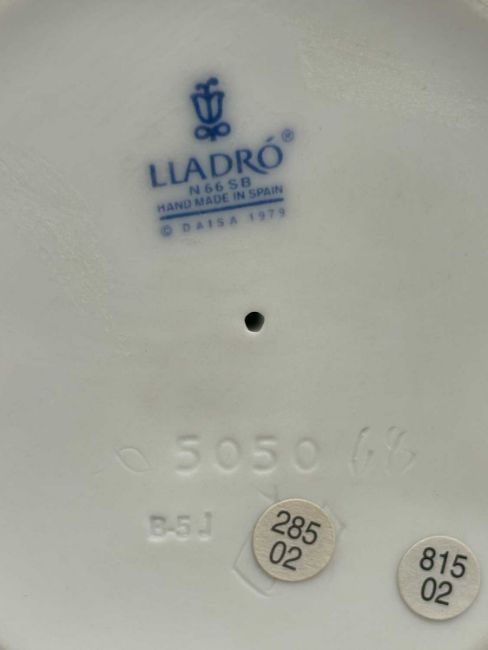 LLADRÓ®
N 66 SB
HAND MADE IN SPAIN
© DAISA 1979
5050
B-5J
285
02
815
02